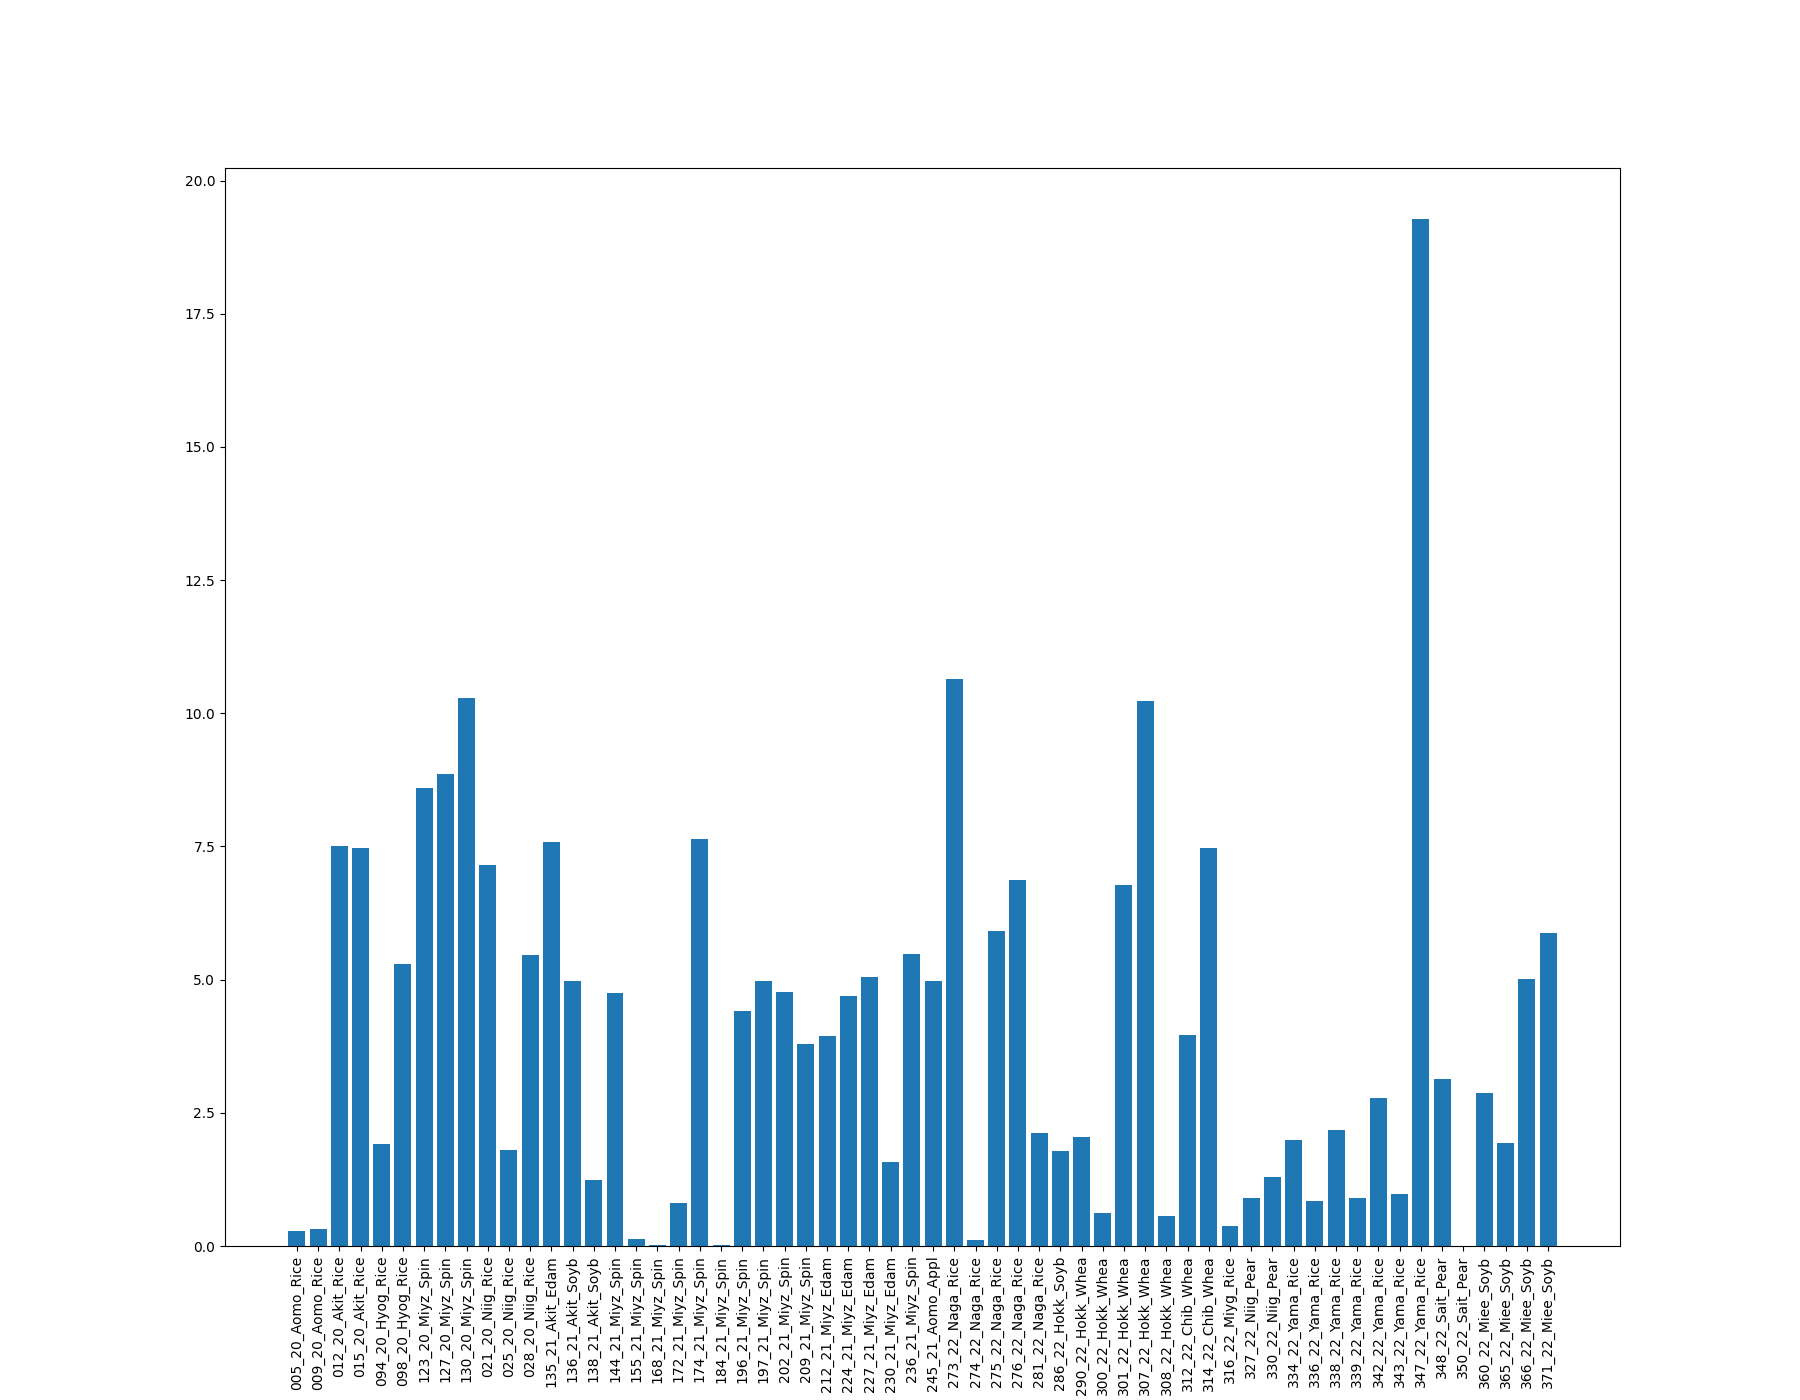 20.0
17.5
15.0
12.5
10.0
7.5
5.0
2.5
0.0
005_20_Aomo_Rice
009_20_Aomo_Rice
012_20_Akit_Rice
015_20_Akit_Rice
094_20_Hyog_Rice
098_20_Hyog_Rice
123_20_Miyz_Spin
127_20_Miyz_Spin
130_20_Miyz_Spin
021_20_Niig_Rice
025_20_Niig_Rice
028_20_Niig_Rice
135_21_Akit_Edam
136_21_Akit_Soyb
138_21_Akit_Soyb
144_21_Miyz_Spin
155_21_Miyz_Spin
168_21_Miyz_Spin
172_21_Miyz_Spin
174_21_Miyz_Spin
184_21_Miyz_Spin
196_21_Miyz_Spin
197_21_Miyz_Spin
202_21_Miyz_Spin
209_21_Miyz_Spin
212_21_Miyz_Edam
224_21_Miyz_Edam
227_21_Miyz_Edam
230_21_Miyz_Edam
236_21_Miyz_Spin
245_21_Aomo_Appl
273_22_Naga_Rice
274_22_Naga_Rice
275_22_Naga_Rice
276_22_Naga_Rice
281_22_Naga_Rice
286_22_Hokk_Soyb
290_22_Hokk_Whea
300_22_Hokk_Whea
301_22_Hokk_Whea
307_22_Hokk_Whea
308_22_Hokk_Whea
312_22_Chib_Whea
314_22_Chib_Whea
316_22_Miyg_Rice
327_22_Niig_Pear
330_22_Niig_Pear
334_22_Yama_Rice
336_22_Yama_Rice
338_22_Yama_Rice
339_22_Yama_Rice
342_22_Yama_Rice
343_22_Yama_Rice
347_22_Yama_Rice
348_22_Sait_Pear
350_22_Sait_Pear
360_22_Miee_Soyb
365_22_Miee_Soyb
366_22_Miee_Soyb
371_22_Miee_Soyb